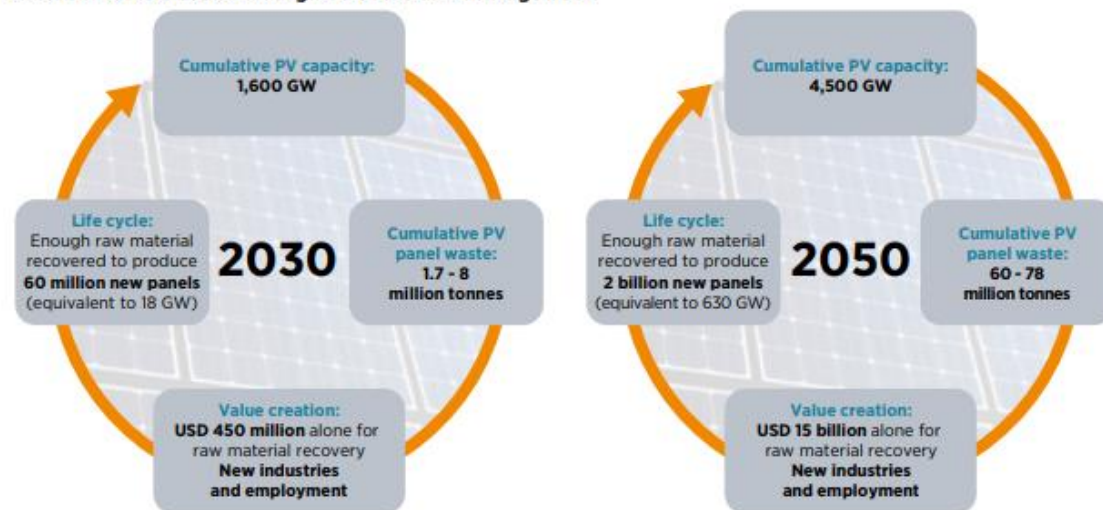 Cumulative PV capacity:
1,600 GW
Life cycle:
Enough raw material
recovered to produce
60 million new panels
(equivalent to 18 GW)
2030
Cumulative PV
panel waste:
1.7 - 8
million tonnes
Value creation:
USD 450 million alone for
raw material recovery
New industries
and employment
Cumulative PV capacity:
4,500 GW
Life cycle:
Enough raw material
recovered to produce
2 billion new panels
(equivalent to 630 GW)
2050
Cumulative PV
panel waste:
60 - 78
million tonnes
Value creation:
USD 15 billion alone for
raw material recovery
New industries
and employment